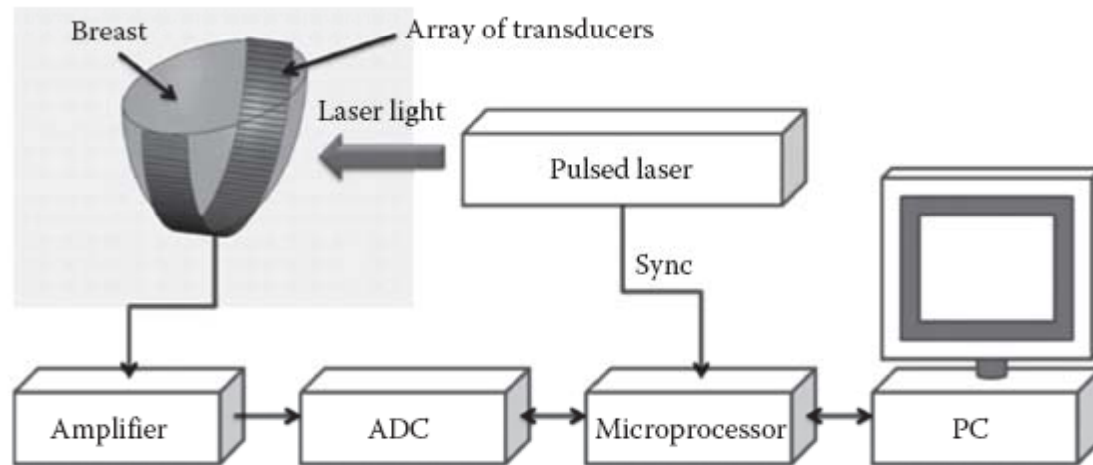 Breast
Array of transducers
Laser light
Pulsed laser
Sync
Amplifier
ADC
Microprocessor
PC